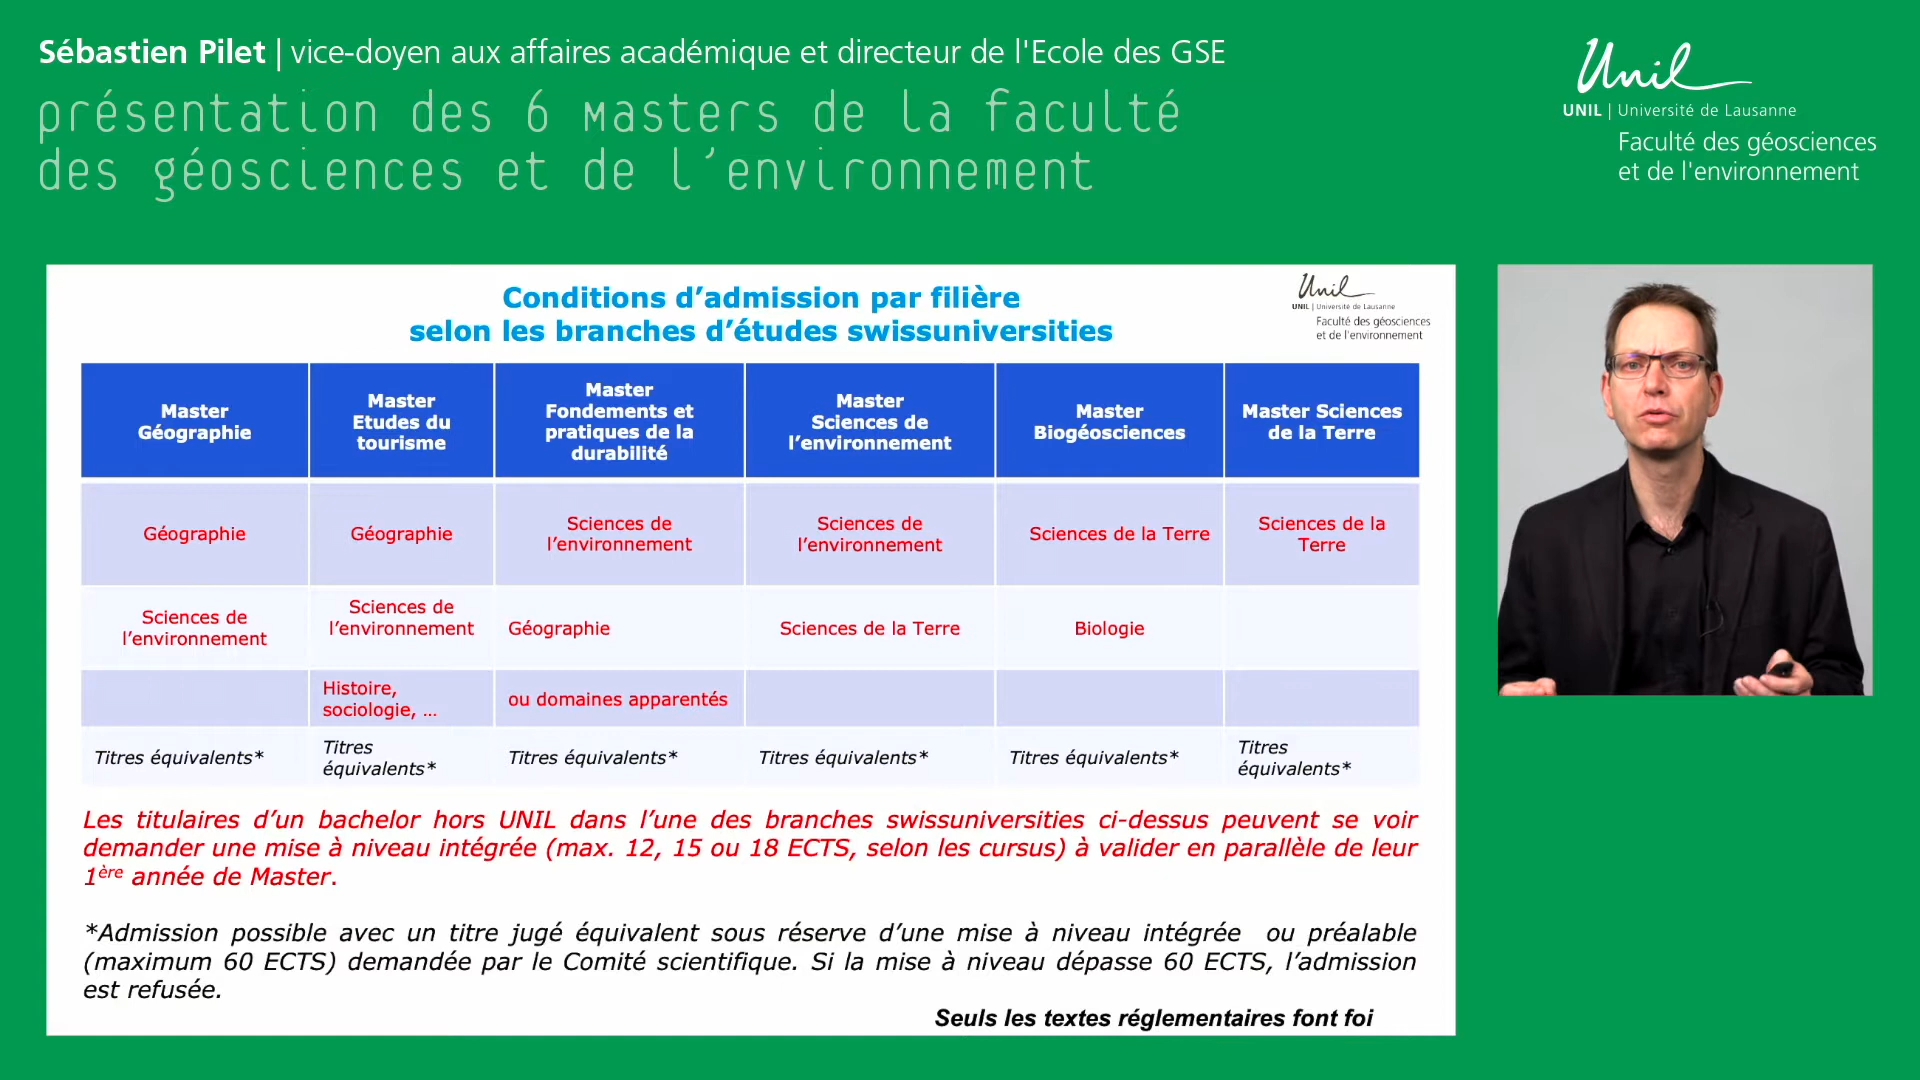 Sébastien Pilet | vice-doyen aux affaires académique et directeur de l'Ecole des GSE
présentation des 6 masters de la faculté
des géosciences et de l'environnement
Unil
UNIL | Université de Lausanne
Faculté des géosciences
et de l'environnement
Conditions d’admission par filière
selon les branches d’études swissuniversities
Unil
UNIL | Université de Lausanne
Faculté des géosciences
et de l'environnement
Master
Géographie
Master
Etudes du
tourisme
Master
Fondements et
pratiques de la
durabilité
Master
Sciences de
l’environnement
Master
Biogéosciences
Master Sciences
de la Terre
Géographie
Géographie
Sciences de
l’environnement
Sciences de
l’environnement
Sciences de la Terre
Sciences de la
Terre
Sciences de
l’environnement
Sciences de
l’environnement
Géographie
Sciences de la Terre
Biologie
Histoire,
sociologie, ...
ou domaines apparentés
Titres équivalents*
Titres
équivalents*
Titres équivalents*
Titres équivalents*
Titres équivalents*
Titres
équivalents*
Les titulaires d’un bachelor hors UNIL dans l’une des branches swissuniversities ci-dessus peuvent se voir
demander une mise à niveau intégrée (max. 12, 15 ou 18 ECTS, selon les cursus) à valider en parallèle de leur
1ère année de Master.
*Admission possible avec un titre jugé équivalent sous réserve d’une mise à niveau intégrée ou préalable
(maximum 60 ECTS) demandée par le Comité scientifique. Si la mise à niveau dépasse 60 ECTS, l’admission
est refusée.
Seuls les textes réglementaires font foi